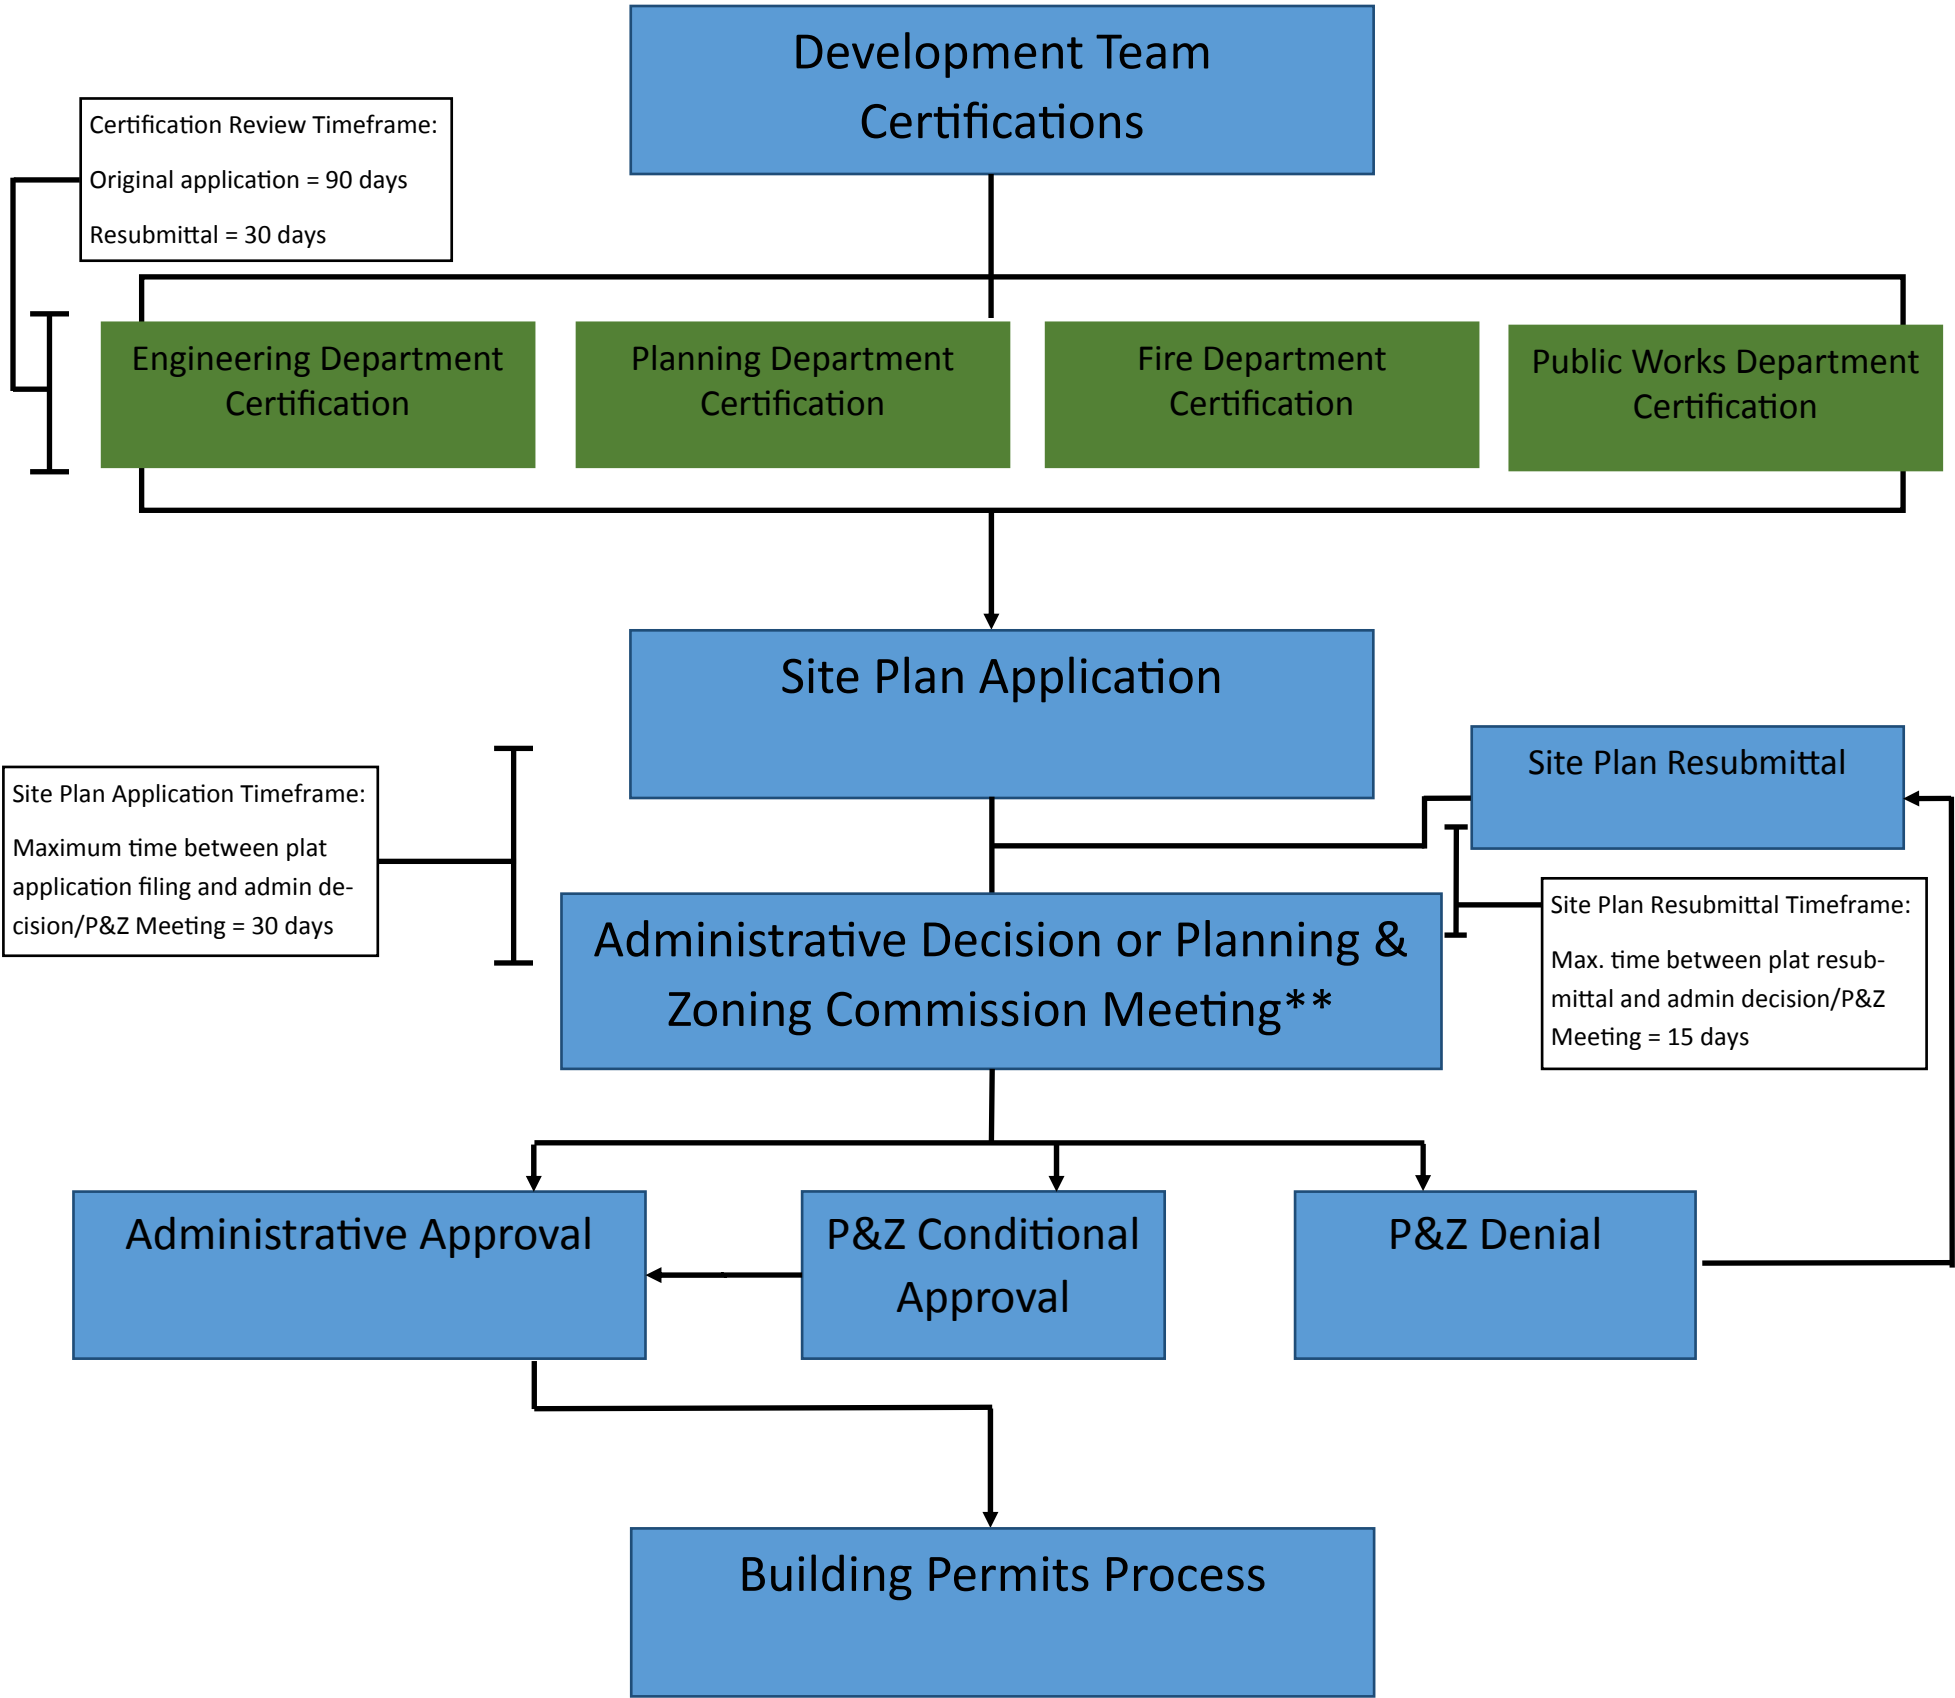 Development Team
Certifications
Certification Review Timeframe:
Original application = 90 days
Resubmittal = 30 days
Engineering Department
Certification
Planning Department
Certification
Fire Department
Certification
Public Works Department
Certification
Site Plan Application
Site Plan Resubmittal
Site Plan Application Timeframe:
Maximum time between plat
application filing and admin de-
cision/P&Z Meeting = 30 days
Administrative Decision or Planning &
Zoning Commission Meeting**
Site Plan Resubmittal Timeframe:
Max. time between plat resub-
mittal and admin decision/P&Z
Meeting = 15 days
Administrative Approval
P&Z Conditional
Approval
P&Z Denial
Building Permits Process